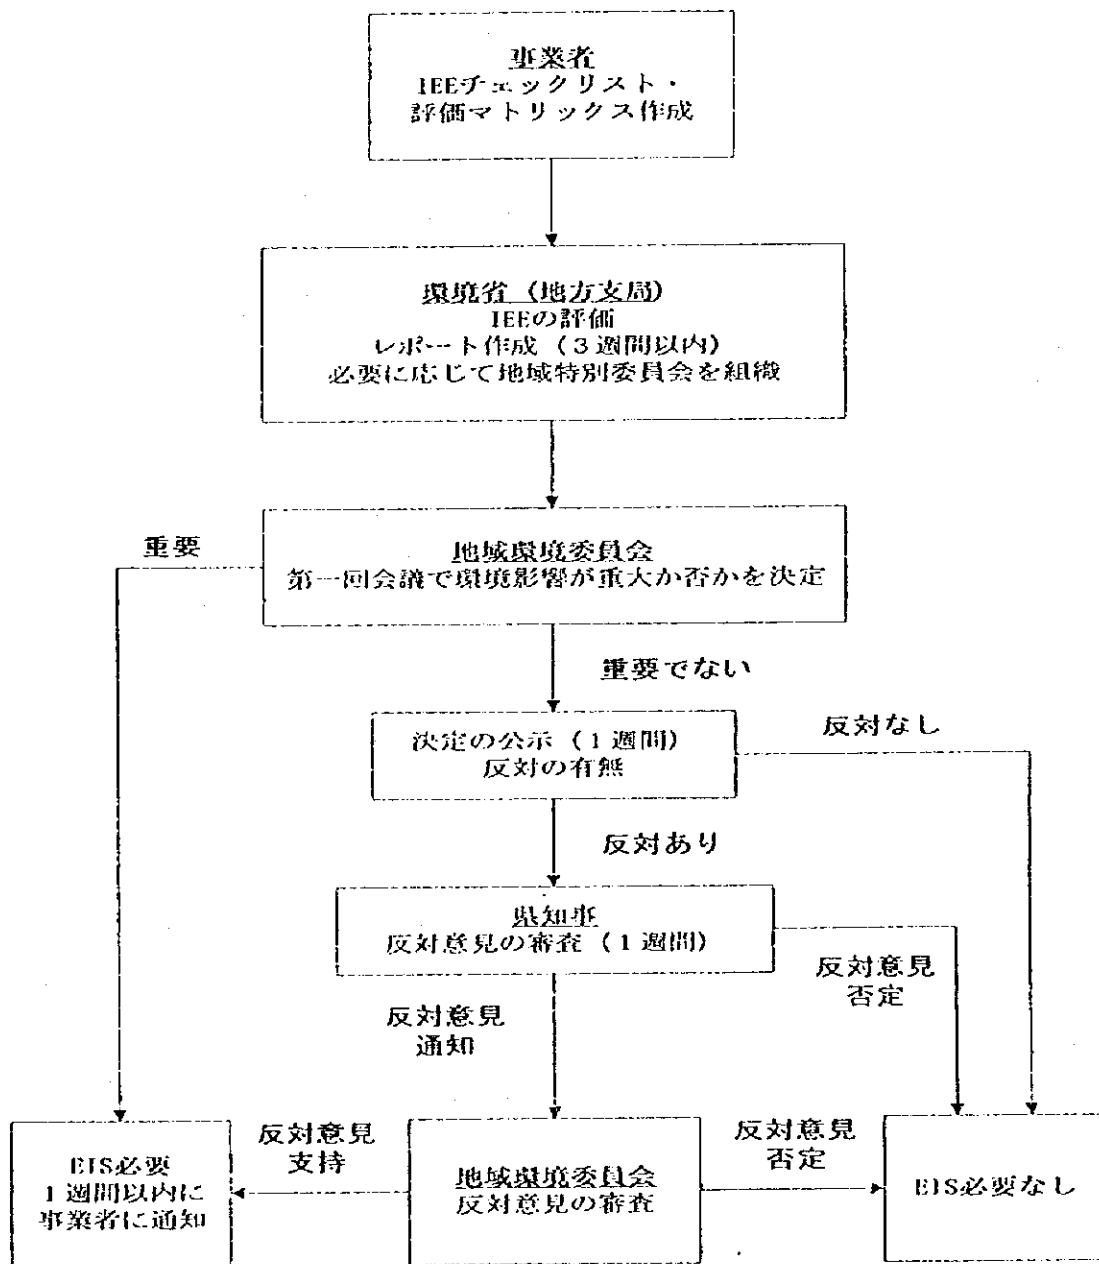 事業者
IEEチェックリスト・
評価マトリックス作成
環境省（地方支局）
IEEの評価
レポート作成（3週間以内）
必要に応じて地域特別委員会を組織
重要
地域環境委員会
第一回会議で環境影響が重大か否かを決定
重要でない
決定の公示（1週間）
反対の有無
反対なし
反対あり
県知事
反対意見の審査（1週間）
反対意見
否定
反対意見
通知
EIS必要
1週間以内に
事業者に通知
反対意見
支持
地域環境委員会
反対意見の審査
反対意見
否定
EIS必要なし